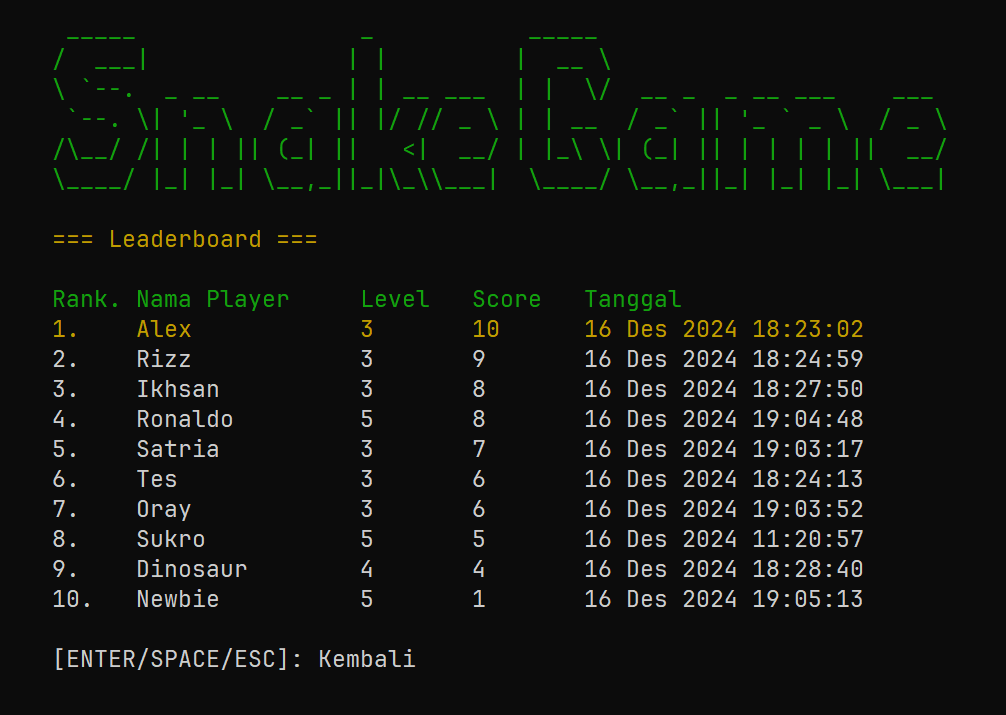 Snake Game
=== Leaderboard ===
Rank. Nama Player Level Score Tanggal
1. Alex 3 10 16 Des 2024 18:23:02
2. Rizz 3 9 16 Des 2024 18:24:59
3. Ikhsan 3 8 16 Des 2024 18:27:50
4. Ronaldo 5 8 16 Des 2024 19:04:48
5. Satria 3 7 16 Des 2024 19:03:17
6. Tes 3 6 16 Des 2024 18:24:13
7. Oray 3 6 16 Des 2024 19:03:52
8. Sukro 5 5 16 Des 2024 11:20:57
9. Dinosaur 4 4 16 Des 2024 18:28:40
10. Newbie 5 1 16 Des 2024 19:05:13
[ENTER/SPACE/ESC]: Kembali